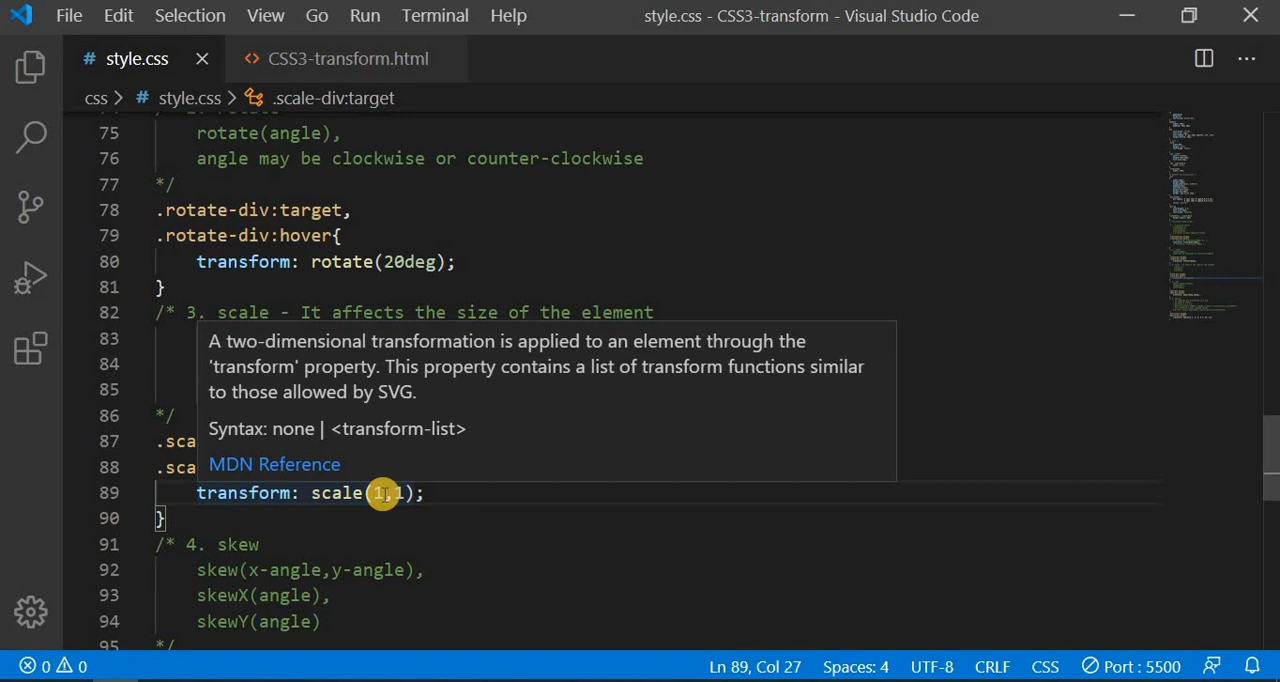 File Edit Selection View Go Run Terminal Help style.css - CSS3-transform - Visual Studio Code
# style.css <> CSS3-transform.html
css > # style.css > .scale-div:target
75 rotate(angle),
76 angle may be clockwise or counter-clockwise
77 */
78 .rotate-div:target,
79 .rotate-div:hover{
80 transform: rotate(20deg);
81 }
82 /* 3. scale - It affects the size of the element
83
84
85
A two-dimensional transformation is applied to an element through the
'transform' property. This property contains a list of transform functions similar
to those allowed by SVG.
Syntax: none | <transform-list>
MDN Reference
86 */
87 .sca
88 .sca
89 transform: scale(1,1);
90 }
91 /* 4. skew
92 skew(x-angle,y-angle),
93 skewX(angle),
94 skewY(angle)
95 */
0 0 Ln 89, Col 27 Spaces: 4 UTF-8 CRLF CSS Port : 5500